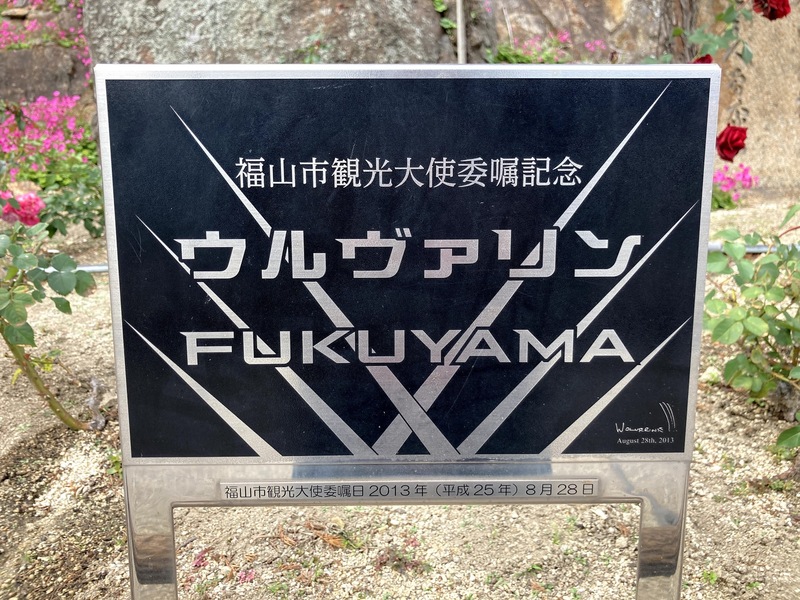 福山市観光大使委嘱記念
ウルヴァリン
FUKUYAMA
WOLVERINE
August 28th, 2013
福山市観光大使委嘱日2013年（平成25年）8月28日